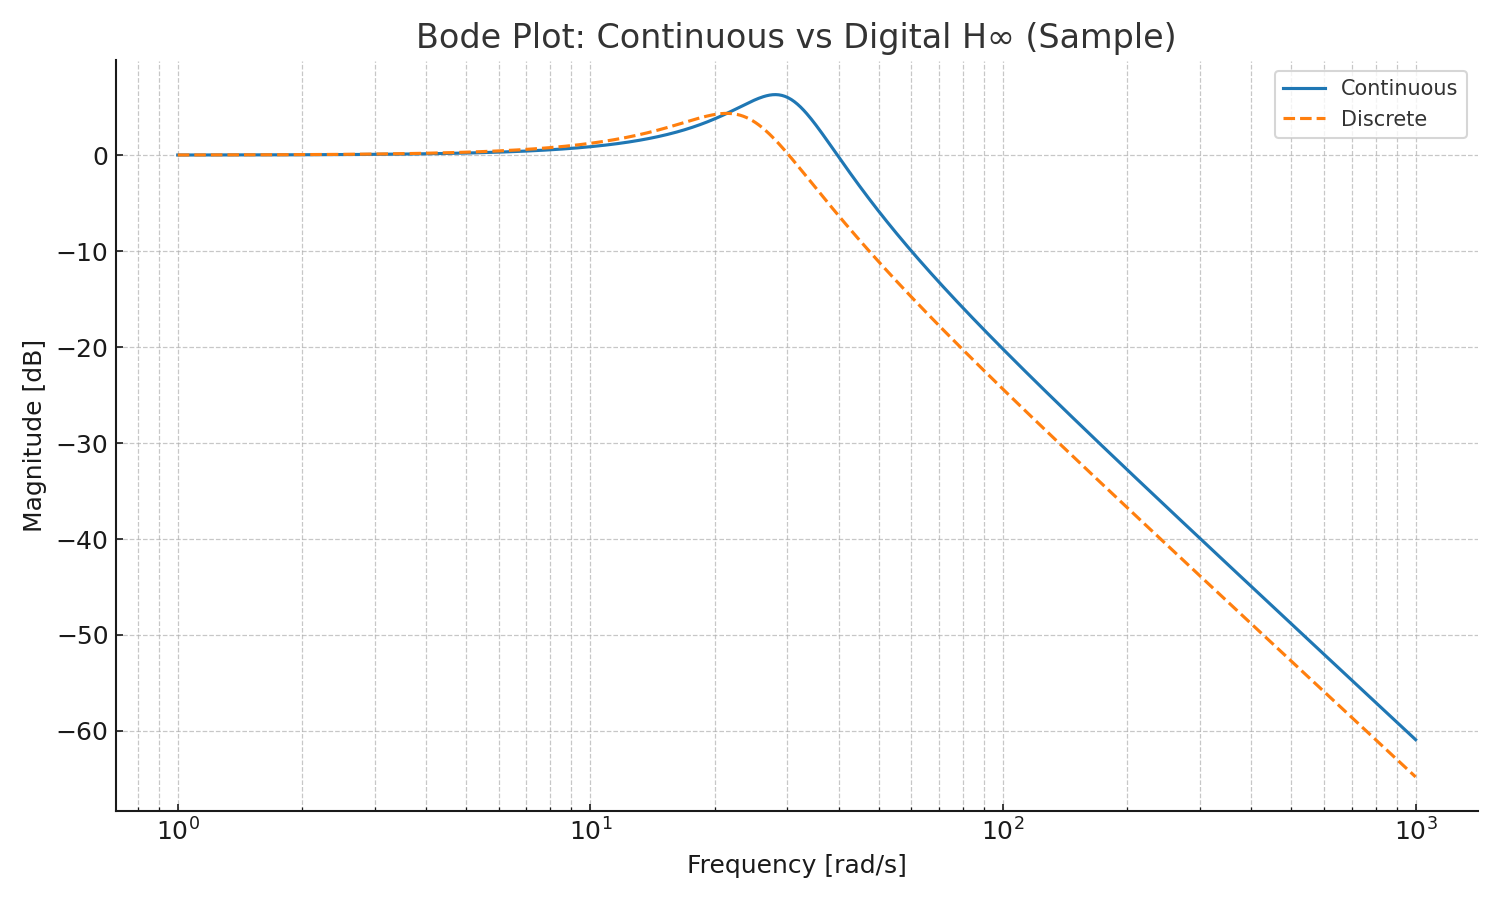 Bode Plot: Continuous vs Digital H∞ (Sample)
Continuous
Discrete
0
−10
−20
−30
−40
−50
−60
Magnitude [dB]
10⁰
10¹
10²
10³
Frequency [rad/s]